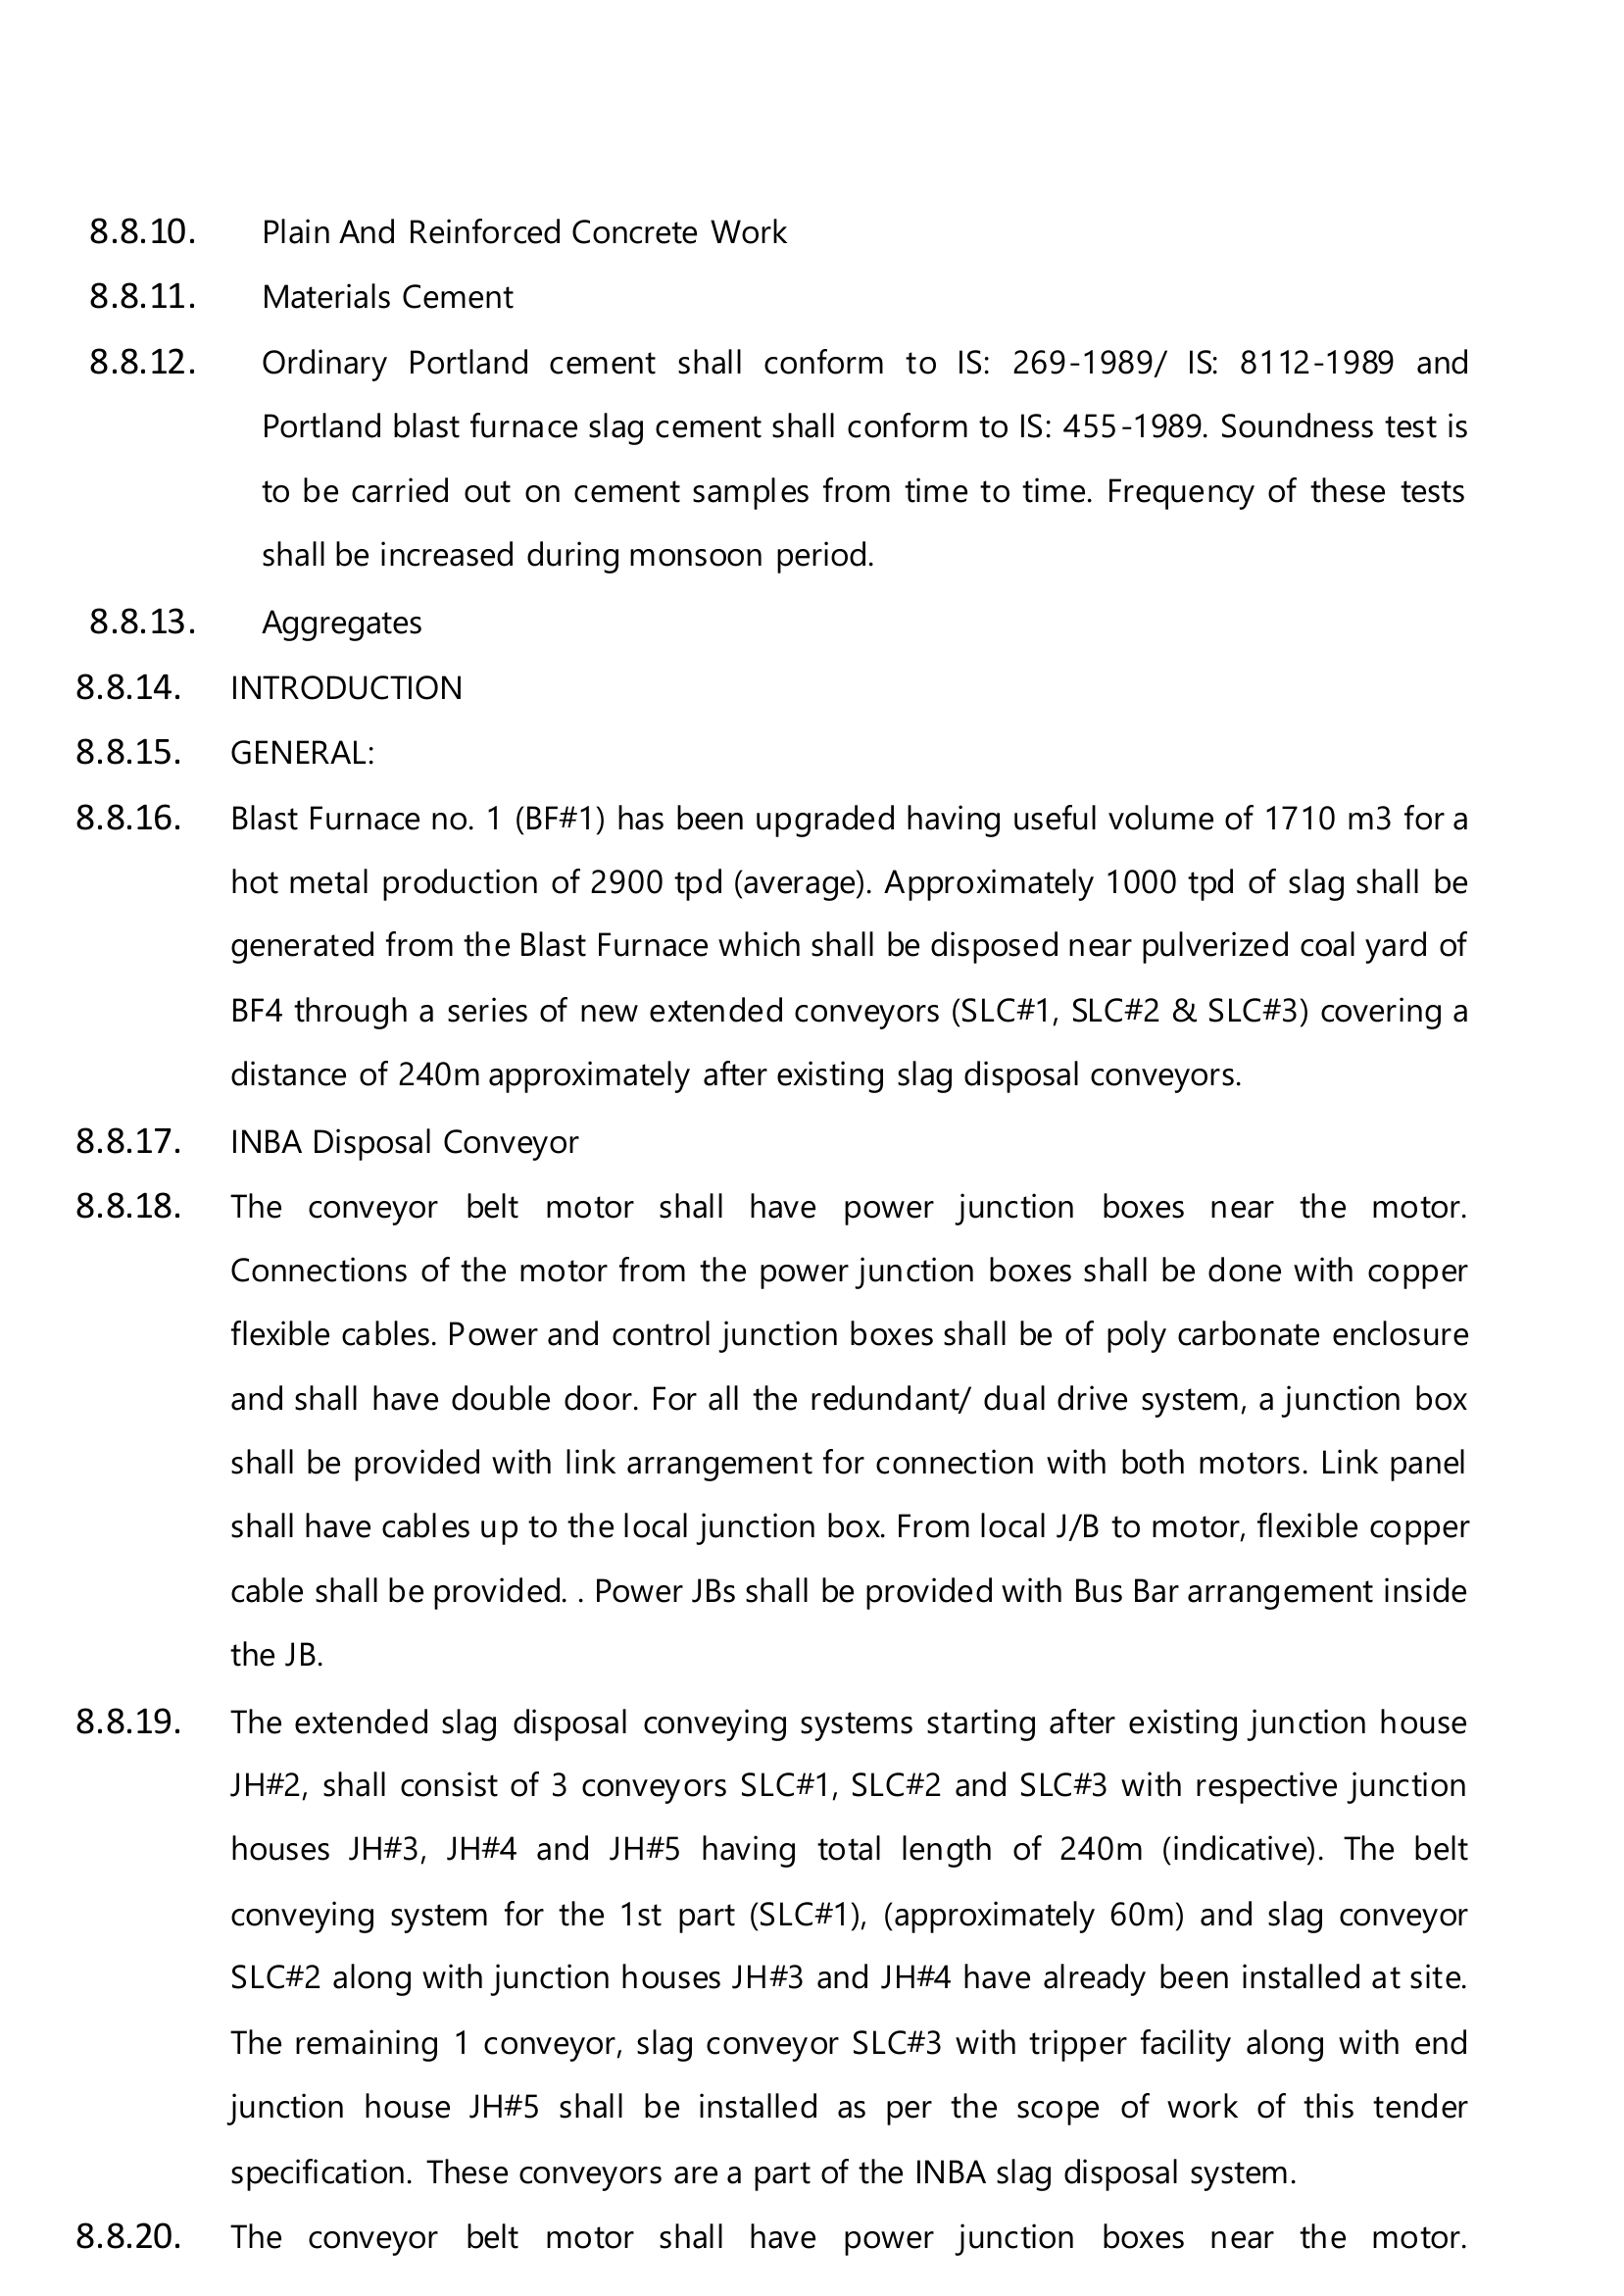 8.8.10. Plain And Reinforced Concrete Work
8.8.11. Materials Cement
8.8.12. Ordinary Portland cement shall conform to IS: 269-1989/ IS: 8112-1989 and
Portland blast furnace slag cement shall conform to IS: 455-1989. Soundness test is
to be carried out on cement samples from time to time. Frequency of these tests
shall be increased during monsoon period.
8.8.13. Aggregates
8.8.14. INTRODUCTION
8.8.15. GENERAL:
8.8.16. Blast Furnace no. 1 (BF#1) has been upgraded having useful volume of 1710 m3 for a
hot metal production of 2900 tpd (average). Approximately 1000 tpd of slag shall be
generated from the Blast Furnace which shall be disposed near pulverized coal yard of
BF4 through a series of new extended conveyors (SLC#1, SLC#2 & SLC#3) covering a
distance of 240m approximately after existing slag disposal conveyors.
8.8.17. INBA Disposal Conveyor
8.8.18. The conveyor belt motor shall have power junction boxes near the motor.
Connections of the motor from the power junction boxes shall be done with copper
flexible cables. Power and control junction boxes shall be of poly carbonate enclosure
and shall have double door. For all the redundant/ dual drive system, a junction box
shall be provided with link arrangement for connection with both motors. Link panel
shall have cables up to the local junction box. From local J/B to motor, flexible copper
cable shall be provided. . Power JBs shall be provided with Bus Bar arrangement inside
the JB.
8.8.19. The extended slag disposal conveying systems starting after existing junction house
JH#2, shall consist of 3 conveyors SLC#1, SLC#2 and SLC#3 with respective junction
houses JH#3, JH#4 and JH#5 having total length of 240m (indicative). The belt
conveying system for the 1st part (SLC#1), (approximately 60m) and slag conveyor
SLC#2 along with junction houses JH#3 and JH#4 have already been installed at site.
The remaining 1 conveyor, slag conveyor SLC#3 with tripper facility along with end
junction house JH#5 shall be installed as per the scope of work of this tender
specification. These conveyors are a part of the INBA slag disposal system.
8.8.20. The conveyor belt motor shall have power junction boxes near the motor.